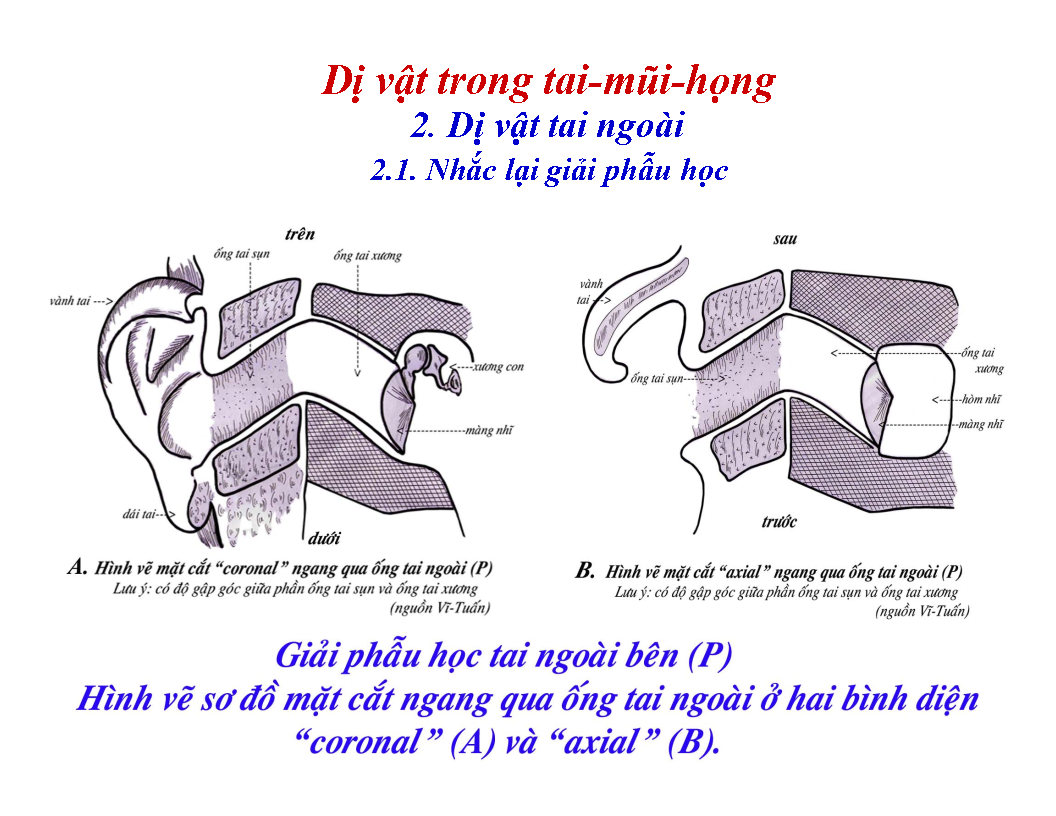 Dị vật trong tai-mũi-họng
2. Dị vật tai ngoài
2.1. Nhắc lại giải phẫu học
trên
ống tai sụn
ống tai xương
vành tai --->
<----xương con
<---------màng nhĩ
dái tai--->
dưới
A. Hình vẽ mặt cắt “coronal” ngang qua ống tai ngoài (P)
Lưu ý: có độ gập góc giữa phần ống tai sụn và ống tai xương
(nguồn Vĩ-Tuấn)
sau
vành
tai --->
ống tai sụn-------->
<--------------------ống tai
xương
<------hòm nhĩ
<----------------màng nhĩ
trước
B. Hình vẽ mặt cắt “axial” ngang qua ống tai ngoài (P)
Lưu ý: có độ gập góc giữa phần ống tai sụn và ống tai xương
(nguồn Vĩ-Tuấn)
Giải phẫu học tai ngoài bên (P)
Hình vẽ sơ đồ mặt cắt ngang qua ống tai ngoài ở hai bình diện
“coronal” (A) và “axial” (B).